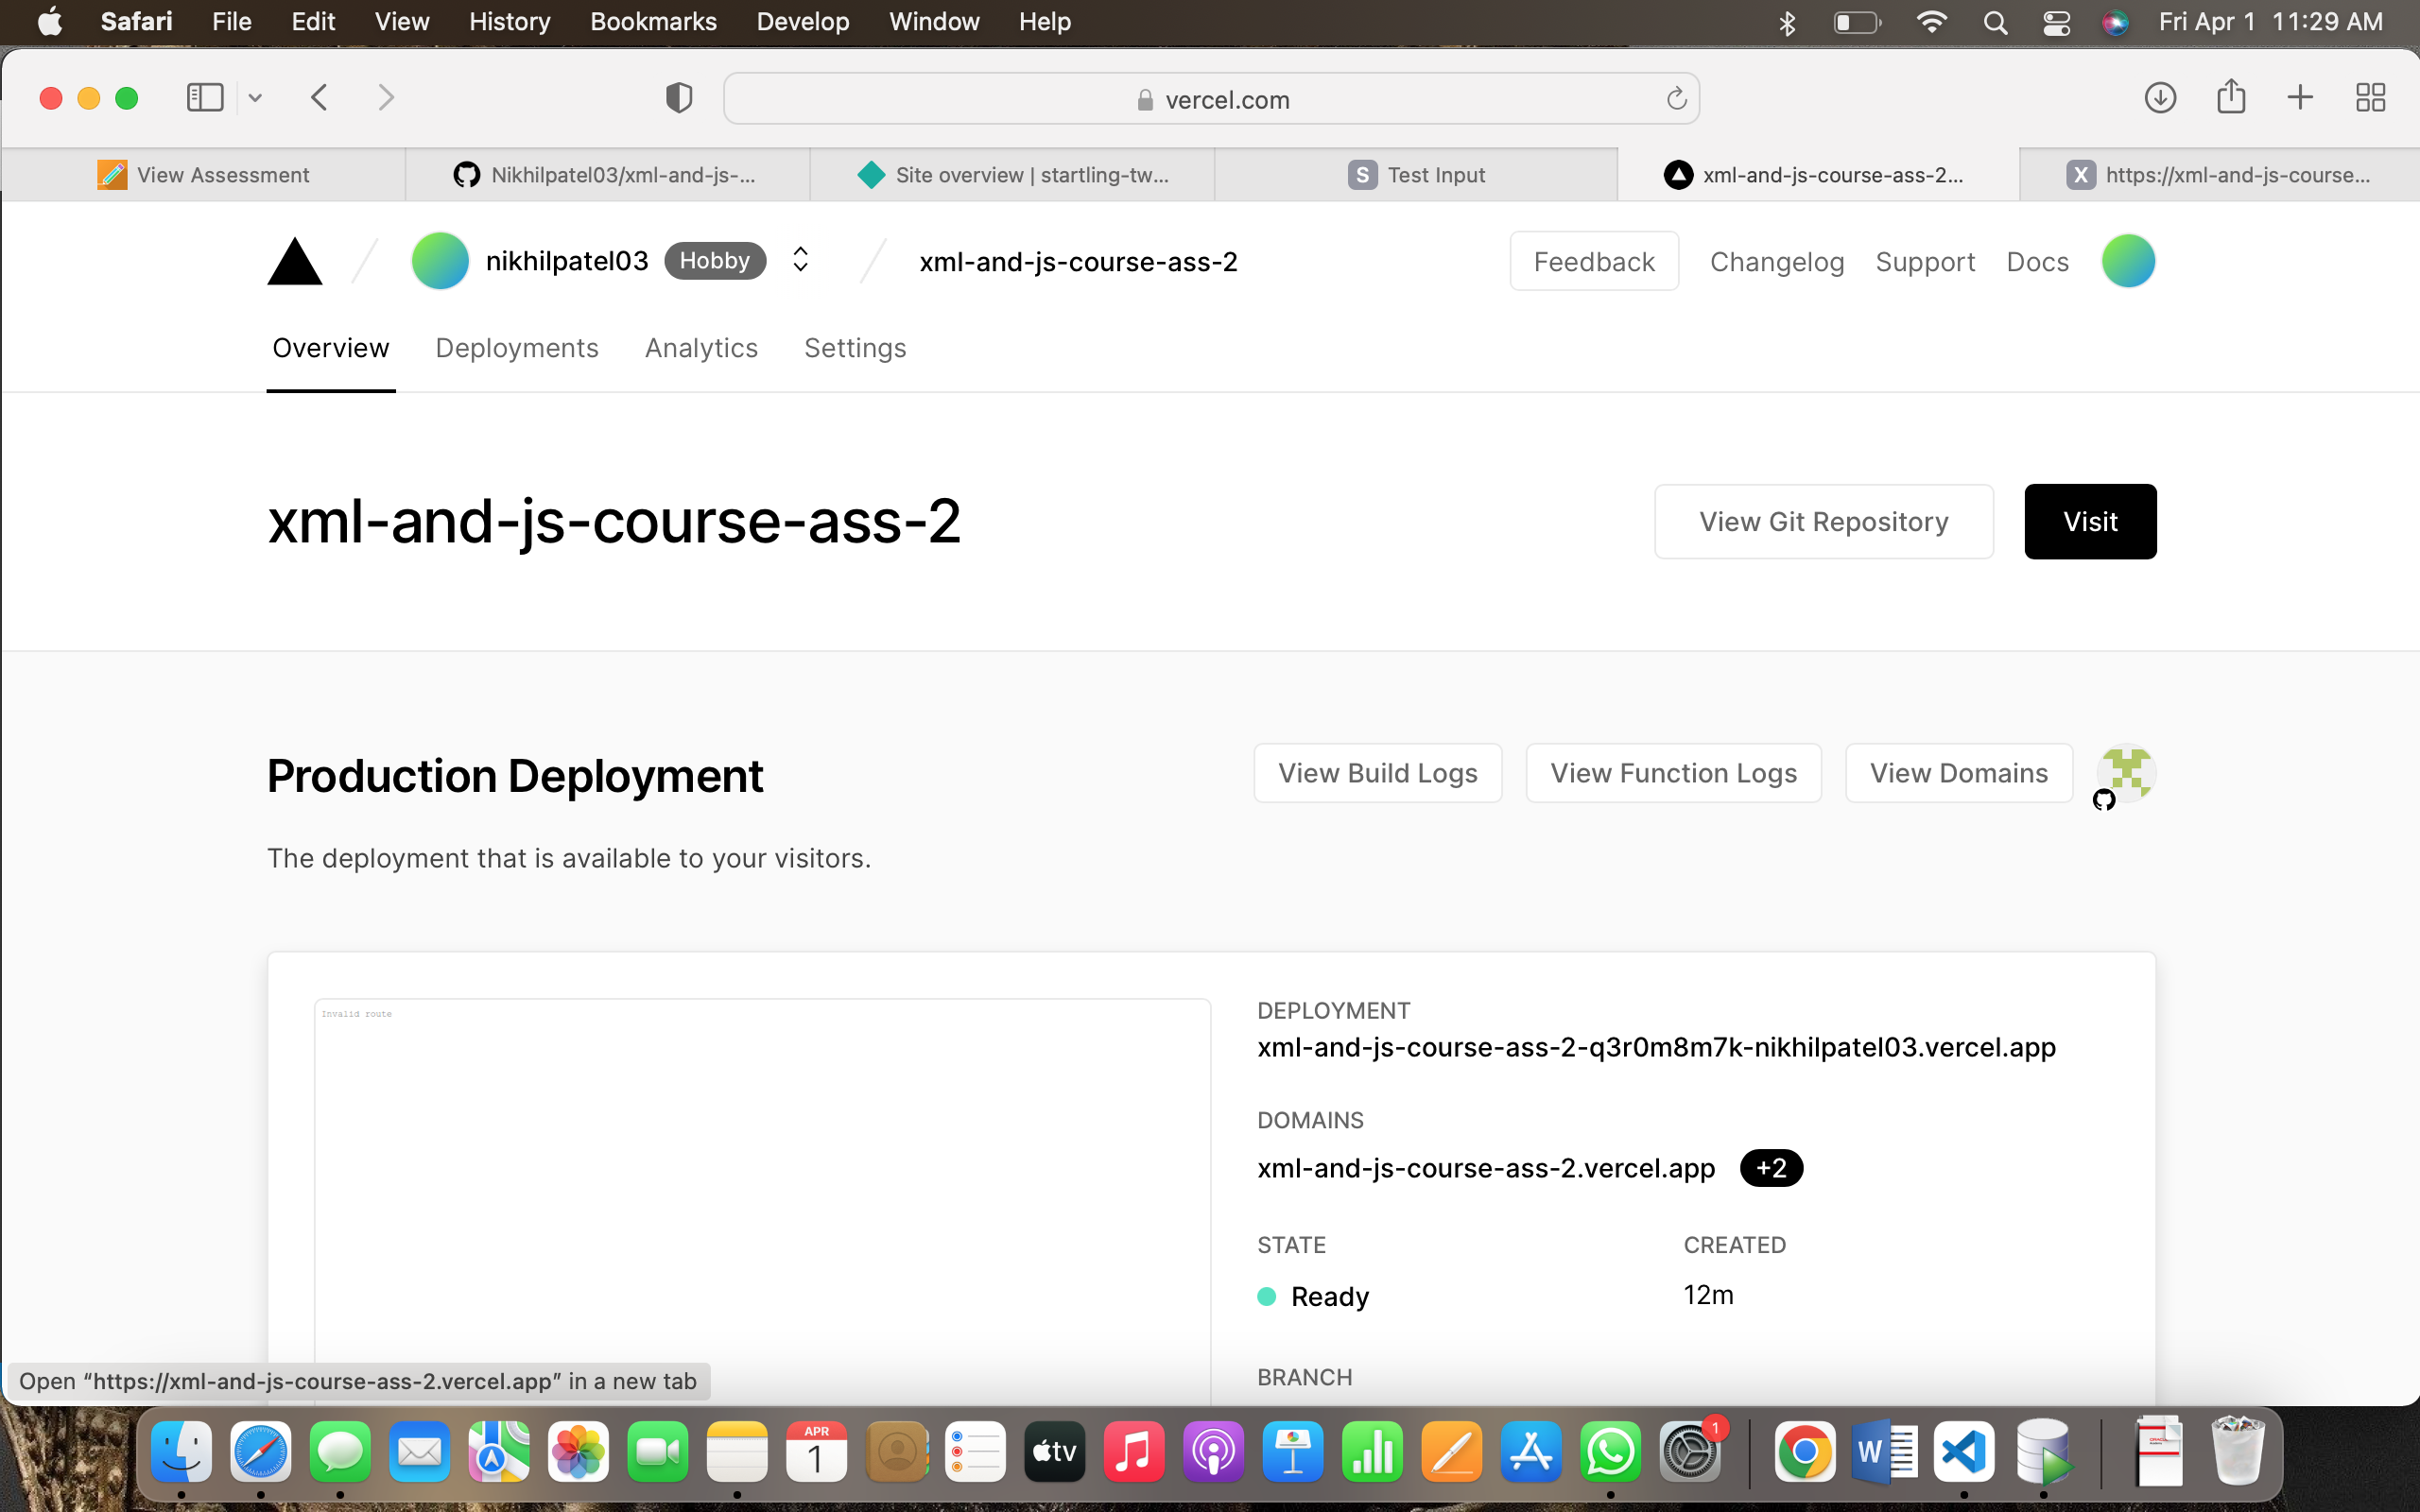 Safari File Edit View History Bookmarks Develop Window Help Fri Apr 1 11:29 AM
vercel.com
View Assessment Nikhilpatel03/xml-and-js-... Site overview | startling-tw... S Test Input xml-and-js-course-ass-2... X https://xml-and-js-course...
nikhilpatel03 Hobby xml-and-js-course-ass-2 Feedback Changelog Support Docs
Overview Deployments Analytics Settings
xml-and-js-course-ass-2 View Git Repository Visit
Production Deployment View Build Logs View Function Logs View Domains
The deployment that is available to your visitors.
Invalid route
DEPLOYMENT
xml-and-js-course-ass-2-q3r0m8m7k-nikhilpatel03.vercel.app
DOMAINS
xml-and-js-course-ass-2.vercel.app +2
STATE CREATED
Ready 12m
BRANCH
Open “https://xml-and-js-course-ass-2.vercel.app” in a new tab
APR
1
tv
1
W
ORACLE